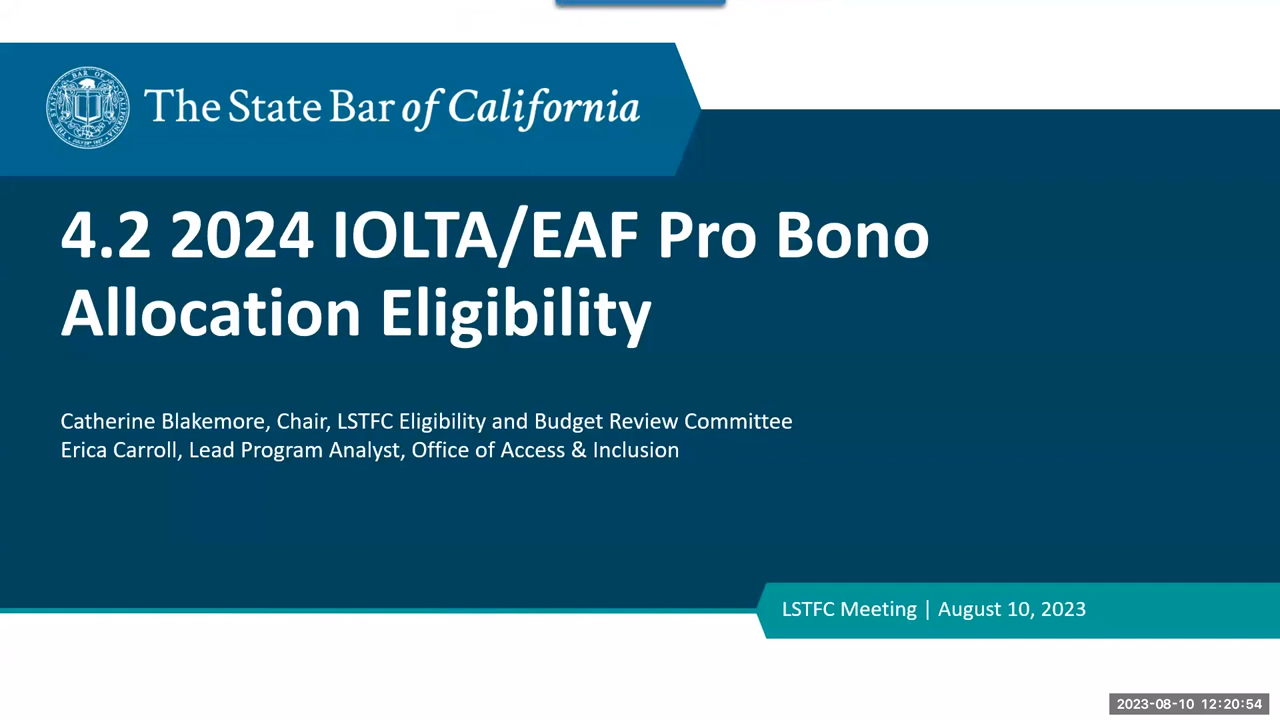 The State Bar of California
4.2 2024 IOLTA/EAF Pro Bono
Allocation Eligibility
Catherine Blakemore, Chair, LSTFC Eligibility and Budget Review Committee
Erica Carroll, Lead Program Analyst, Office of Access & Inclusion
LSTFC Meeting | August 10, 2023
2023-08-10 12:20:54